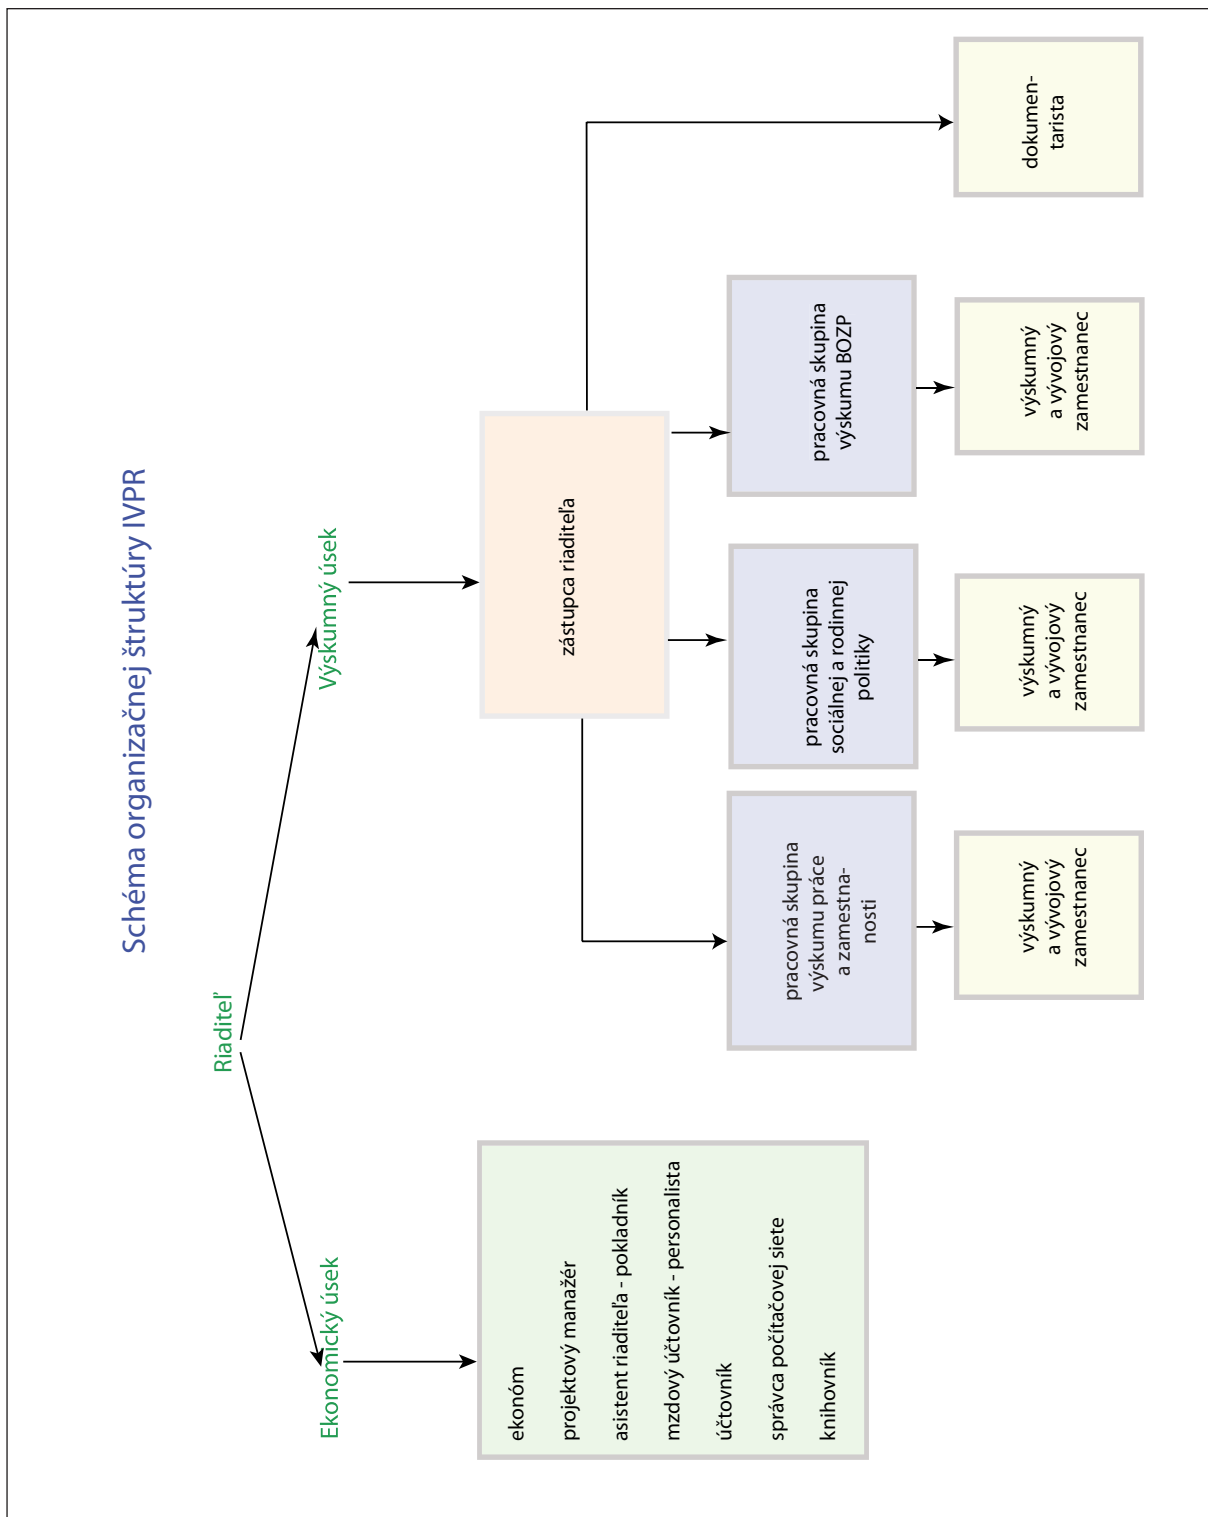 Schéma organizačnej štruktúry IVPR
Riaditeľ
Ekonomický úsek
Výskumný úsek
ekonóm
projektový manažér
asistent riaditeľa - pokladník
mzdový účtovník - personalista
účtovník
správca počítačovej siete
knihovník
zástupca riaditeľa
pracovná skupina
výskumu práce
a zamestna-
nosti
pracovná skupina
sociálnej a rodinnej
politiky
pracovná skupina
výskumu BOZP
výskumný
a vývojový
zamestnanec
výskumný
a vývojový
zamestnanec
výskumný
a vývojový
zamestnanec
dokumen-
tarista